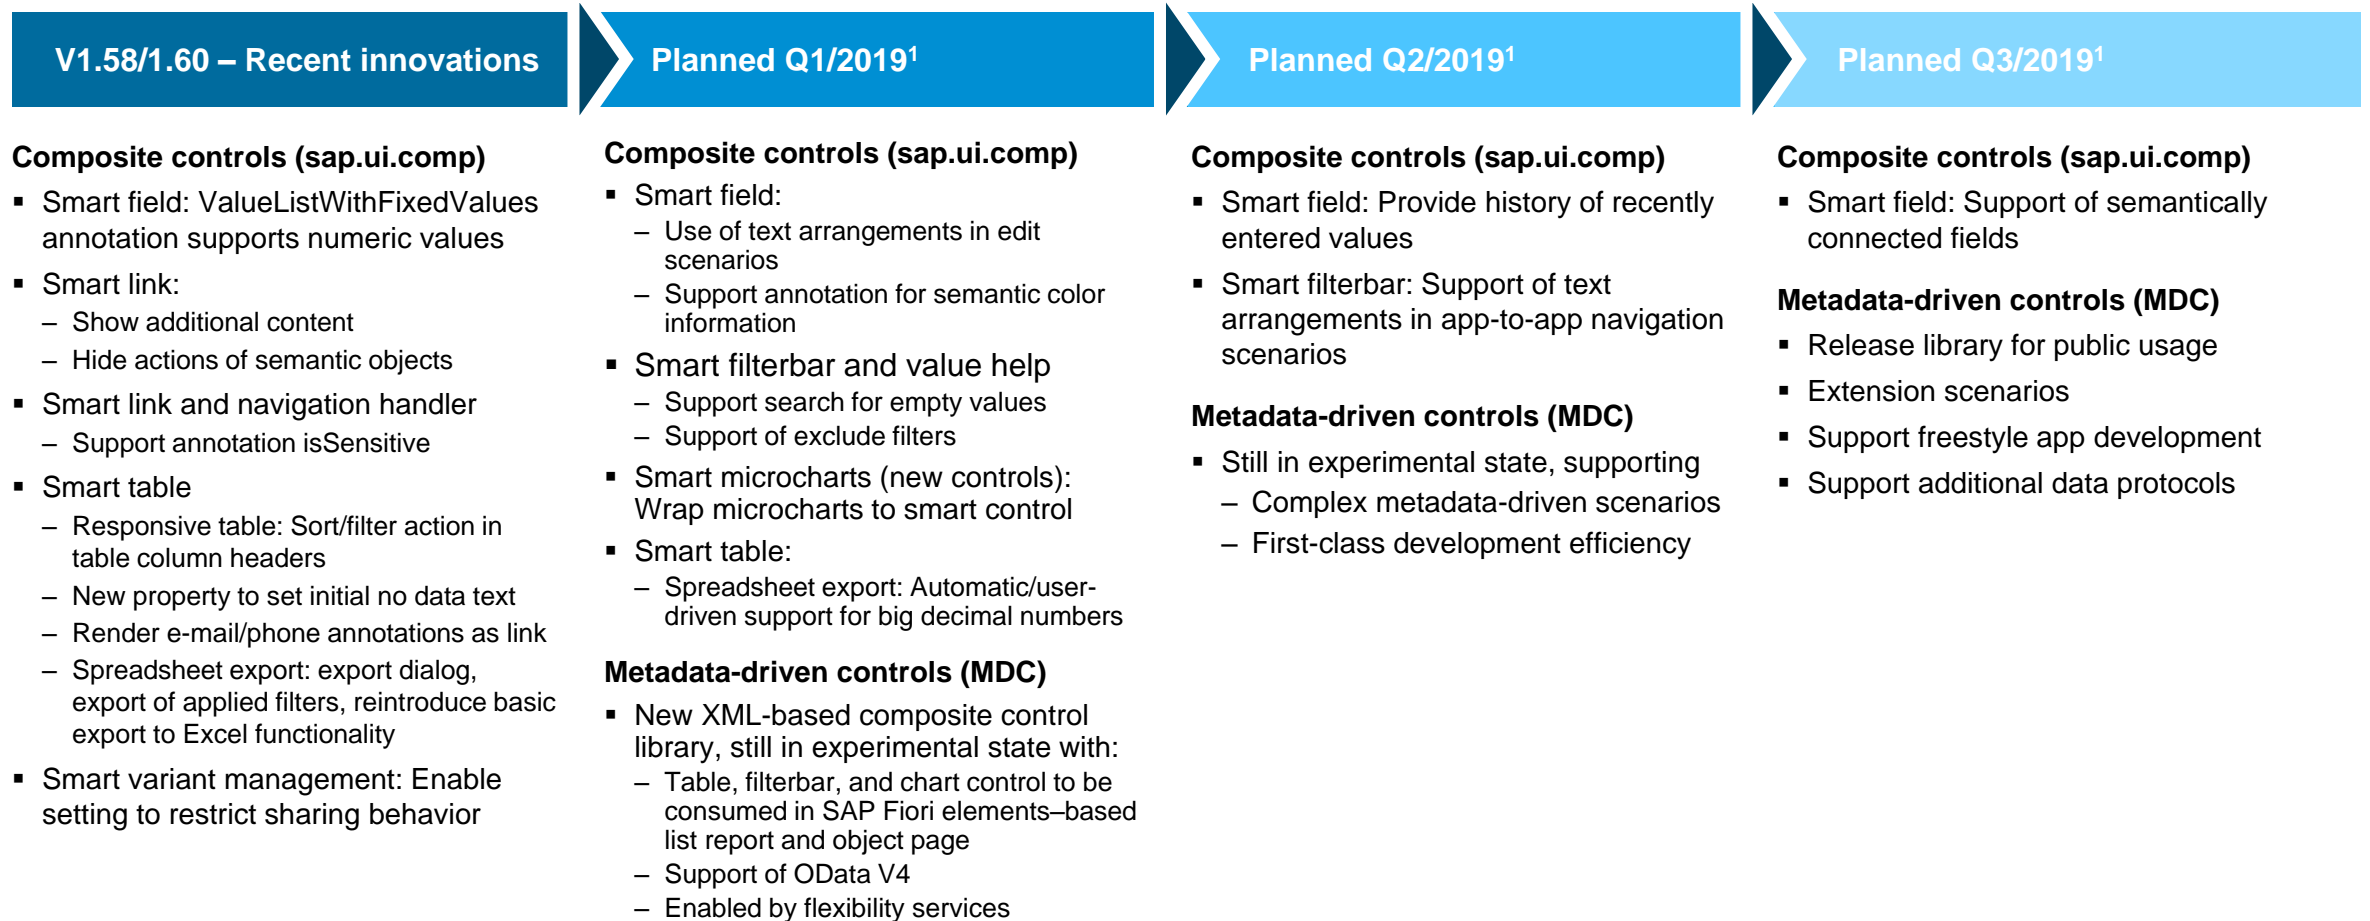 V1.58/1.60 – Recent innovations
Composite controls (sap.ui.comp)
▪ Smart field: ValueListWithFixedValues
annotation supports numeric values
▪ Smart link:
– Show additional content
– Hide actions of semantic objects
▪ Smart link and navigation handler
– Support annotation isSensitive
▪ Smart table
– Responsive table: Sort/filter action in
table column headers
– New property to set initial no data text
– Render e-mail/phone annotations as link
– Spreadsheet export: export dialog,
export of applied filters, reintroduce basic
export to Excel functionality
▪ Smart variant management: Enable
setting to restrict sharing behavior
Planned Q1/2019¹
Composite controls (sap.ui.comp)
▪ Smart field:
– Use of text arrangements in edit
scenarios
– Support annotation for semantic color
information
▪ Smart filterbar and value help
– Support search for empty values
– Support of exclude filters
▪ Smart microcharts (new controls):
Wrap microcharts to smart control
▪ Smart table:
– Spreadsheet export: Automatic/user-
driven support for big decimal numbers
Metadata-driven controls (MDC)
▪ New XML-based composite control
library, still in experimental state with:
– Table, filterbar, and chart control to be
consumed in SAP Fiori elements–based
list report and object page
– Support of OData V4
– Enabled by flexibility services
Planned Q2/2019¹
Composite controls (sap.ui.comp)
▪ Smart field: Provide history of recently
entered values
▪ Smart filterbar: Support of text
arrangements in app-to-app navigation
scenarios
Metadata-driven controls (MDC)
▪ Still in experimental state, supporting
– Complex metadata-driven scenarios
– First-class development efficiency
Planned Q3/2019¹
Composite controls (sap.ui.comp)
▪ Smart field: Support of semantically
connected fields
Metadata-driven controls (MDC)
▪ Release library for public usage
▪ Extension scenarios
▪ Support freestyle app development
▪ Support additional data protocols